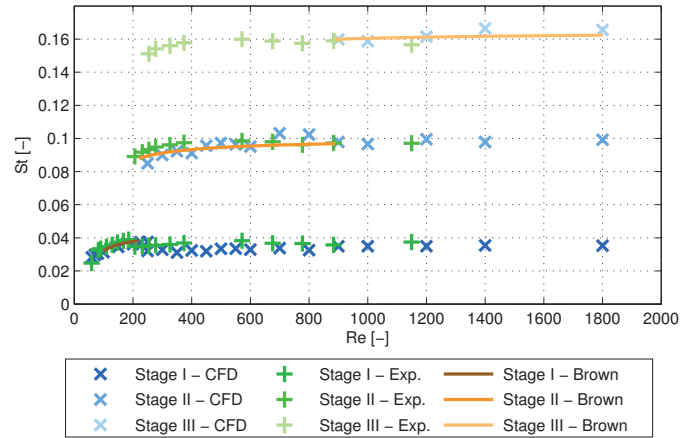 0.16
0.14
0.12
0.1
0.08
0.06
0.04
0.02
0
St [−]
0 200 400 600 800 1000 1200 1400 1600 1800 2000
Re [−]
Stage I − CFD Stage I − Exp. Stage I − Brown
Stage II − CFD Stage II − Exp. Stage II − Brown
Stage III − CFD Stage III − Exp. Stage III − Brown